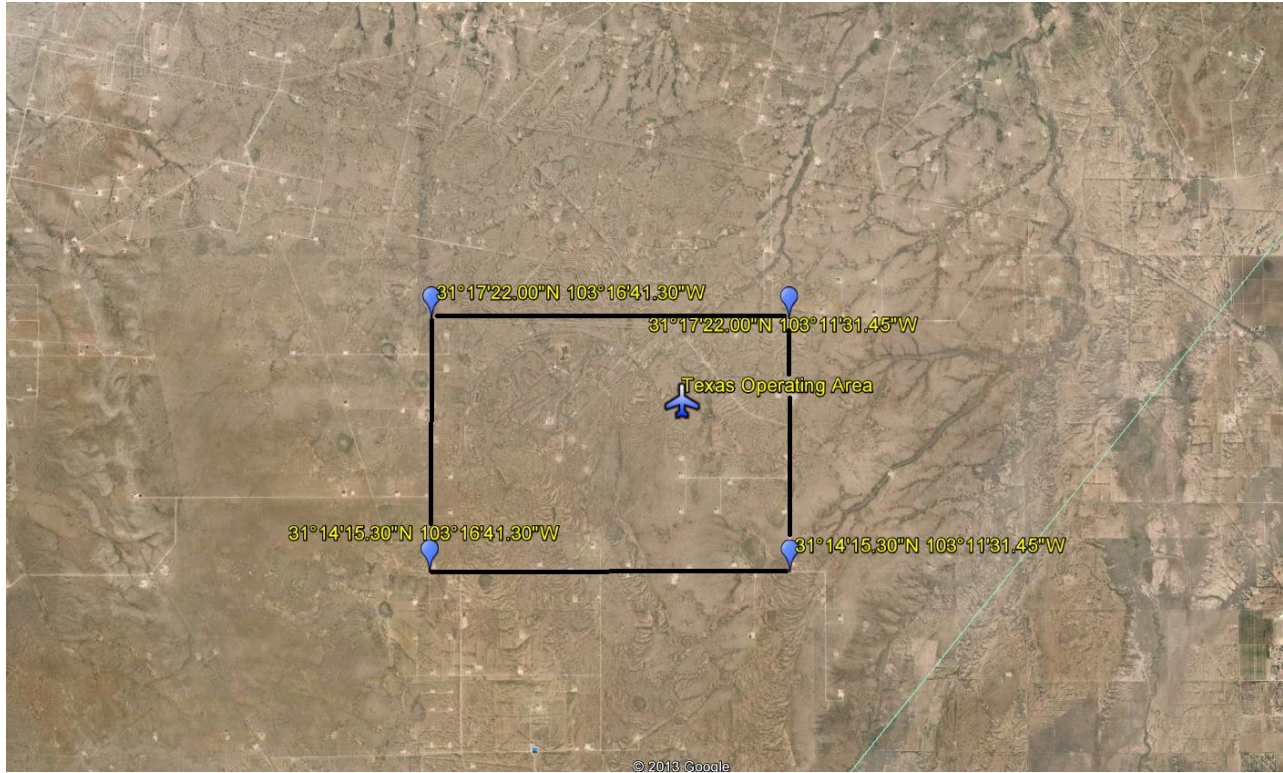 31°17'22.00"N 103°16'41.30"W
31°17'22.00"N 103°11'31.45"W
Texas Operating Area
31°14'15.30"N 103°16'41.30"W
31°14'15.30"N 103°11'31.45"W
© 2013 Google